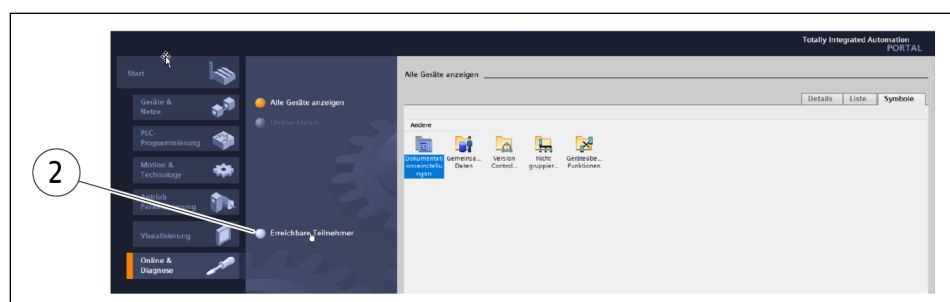 Totally Integrated Automation
PORTAL
Start
Geräte &
Netze
PLC-
Programmierung
Motion &
Technology
Antrieb
Parametrierung
Visualisierung
Online &
Diagnose
Alle Geräte anzeigen
Online-Status
Erreichbare Teilnehmer
2
Alle Geräte anzeigen
Details Liste Symbole
Andere
Dokumentati
onseinstellu
ngen
Gemeinsa...
Daten
Version
Control...
Nicht
gruppier...
Gerätesbe...
Funktionen